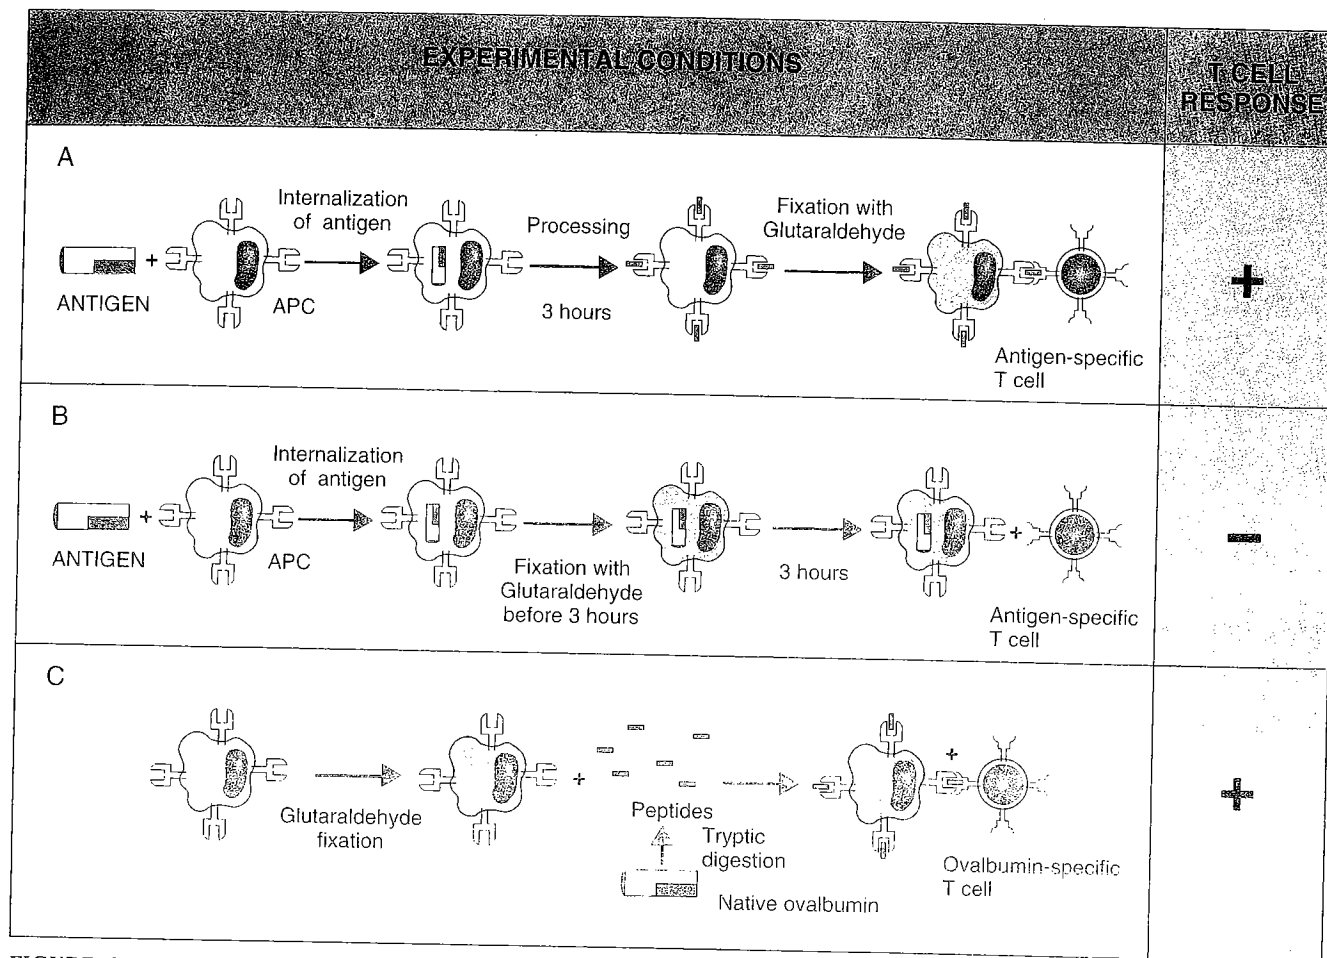 EXPERIMENTAL CONDITIONS
T CELL
RESPONSE
A
Internalization
of antigen
Processing
Fixation with
Glutaraldehyde
+
ANTIGEN
APC
3 hours
Antigen-specific
T cell
+
B
Internalization
of antigen
+
ANTIGEN
APC
Fixation with
Glutaraldehyde
before 3 hours
3 hours
+
Antigen-specific
T cell
−
C
Glutaraldehyde
fixation
+
Peptides
Tryptic
digestion
Native ovalbumin
+
Ovalbumin-specific
T cell
+